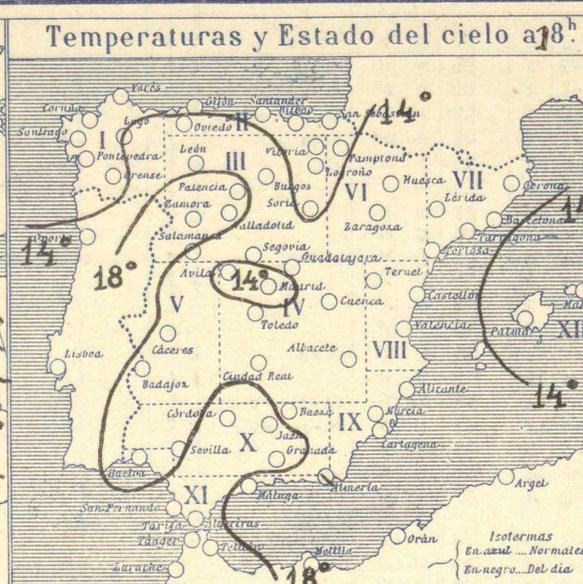 Temperaturas y Estado del cielo a 18h.
Varés
Coruña
Gijón
Santander
Bilbao
San Sebastián
14°
Lugo
Oviedo
II
Santiago
I
Pontevedra
León
Vitoria
Pamplona
Orense
III
Logroño
Palencia
Burgos
VI
Huesca
VII
Gerona
Zamora
Soria
Lérida
14
Valladolid
Zaragoza
Barcelona
Oporto
Salamanca
Tarragona
14°
Segovia
Tortosa
18°
Guadalajara
Avila
14°
Teruel
Madrid
Castellón
V
IV
Cuenca
Toledo
Valencia
Palma
XI
Cáceres
Albacete
VIII
Lisboa
Badajoz
Ciudad Real
14°
Alicante
Córdoba
Baeza
IX
Murcia
Jaén
Cartagena
Sevilla
X
Granada
Huelva
Almería
XI
Málaga
Argel
San Fernando
Tarifa
Algeciras
Tánger
Tetuán
Orán
Isotermas
Melilla
En azul .... Normales
Larache
18°
En negro... Del día